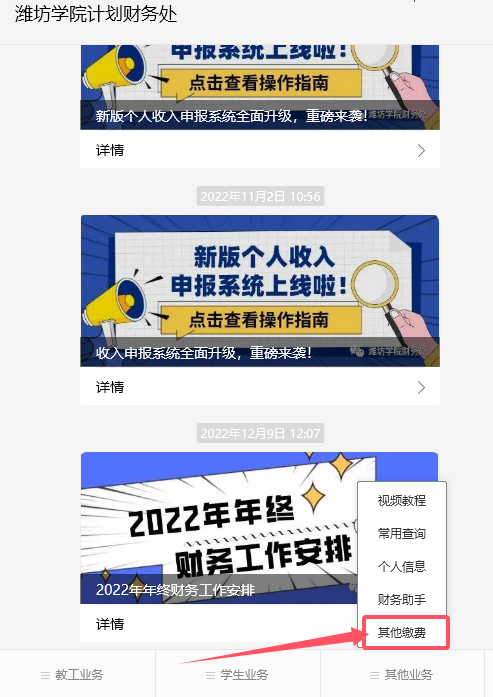 潍坊学院计划财务处
申报系统上线啦!
点击查看操作指南
潍坊学院财务处
新版个人收入申报系统全面升级，重磅来袭!
详情
2022年11月2日 10:56
新版个人收入
申报系统上线啦!
点击查看操作指南
潍坊学院财务处
收入申报系统全面升级，重磅来袭!
详情
2022年12月9日 12:07
2022年年终
财务工作安排
2022年年终财务工作安排
详情
视频教程
常用查询
个人信息
财务助手
其他缴费
教工业务
学生业务
其他业务